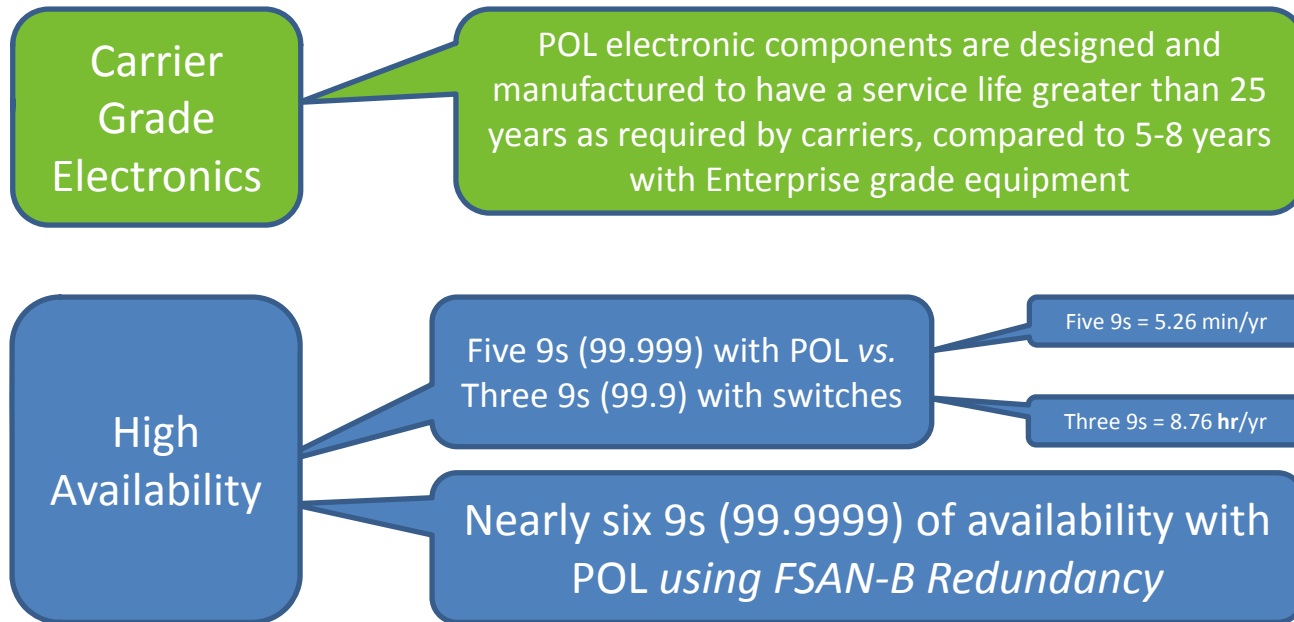 Carrier
Grade
Electronics
POL electronic components are designed and
manufactured to have a service life greater than 25
years as required by carriers, compared to 5-8 years
with Enterprise grade equipment
High
Availability
Five 9s (99.999) with POL vs.
Three 9s (99.9) with switches
Five 9s = 5.26 min/yr
Three 9s = 8.76 hr/yr
Nearly six 9s (99.9999) of availability with
POL using FSAN-B Redundancy